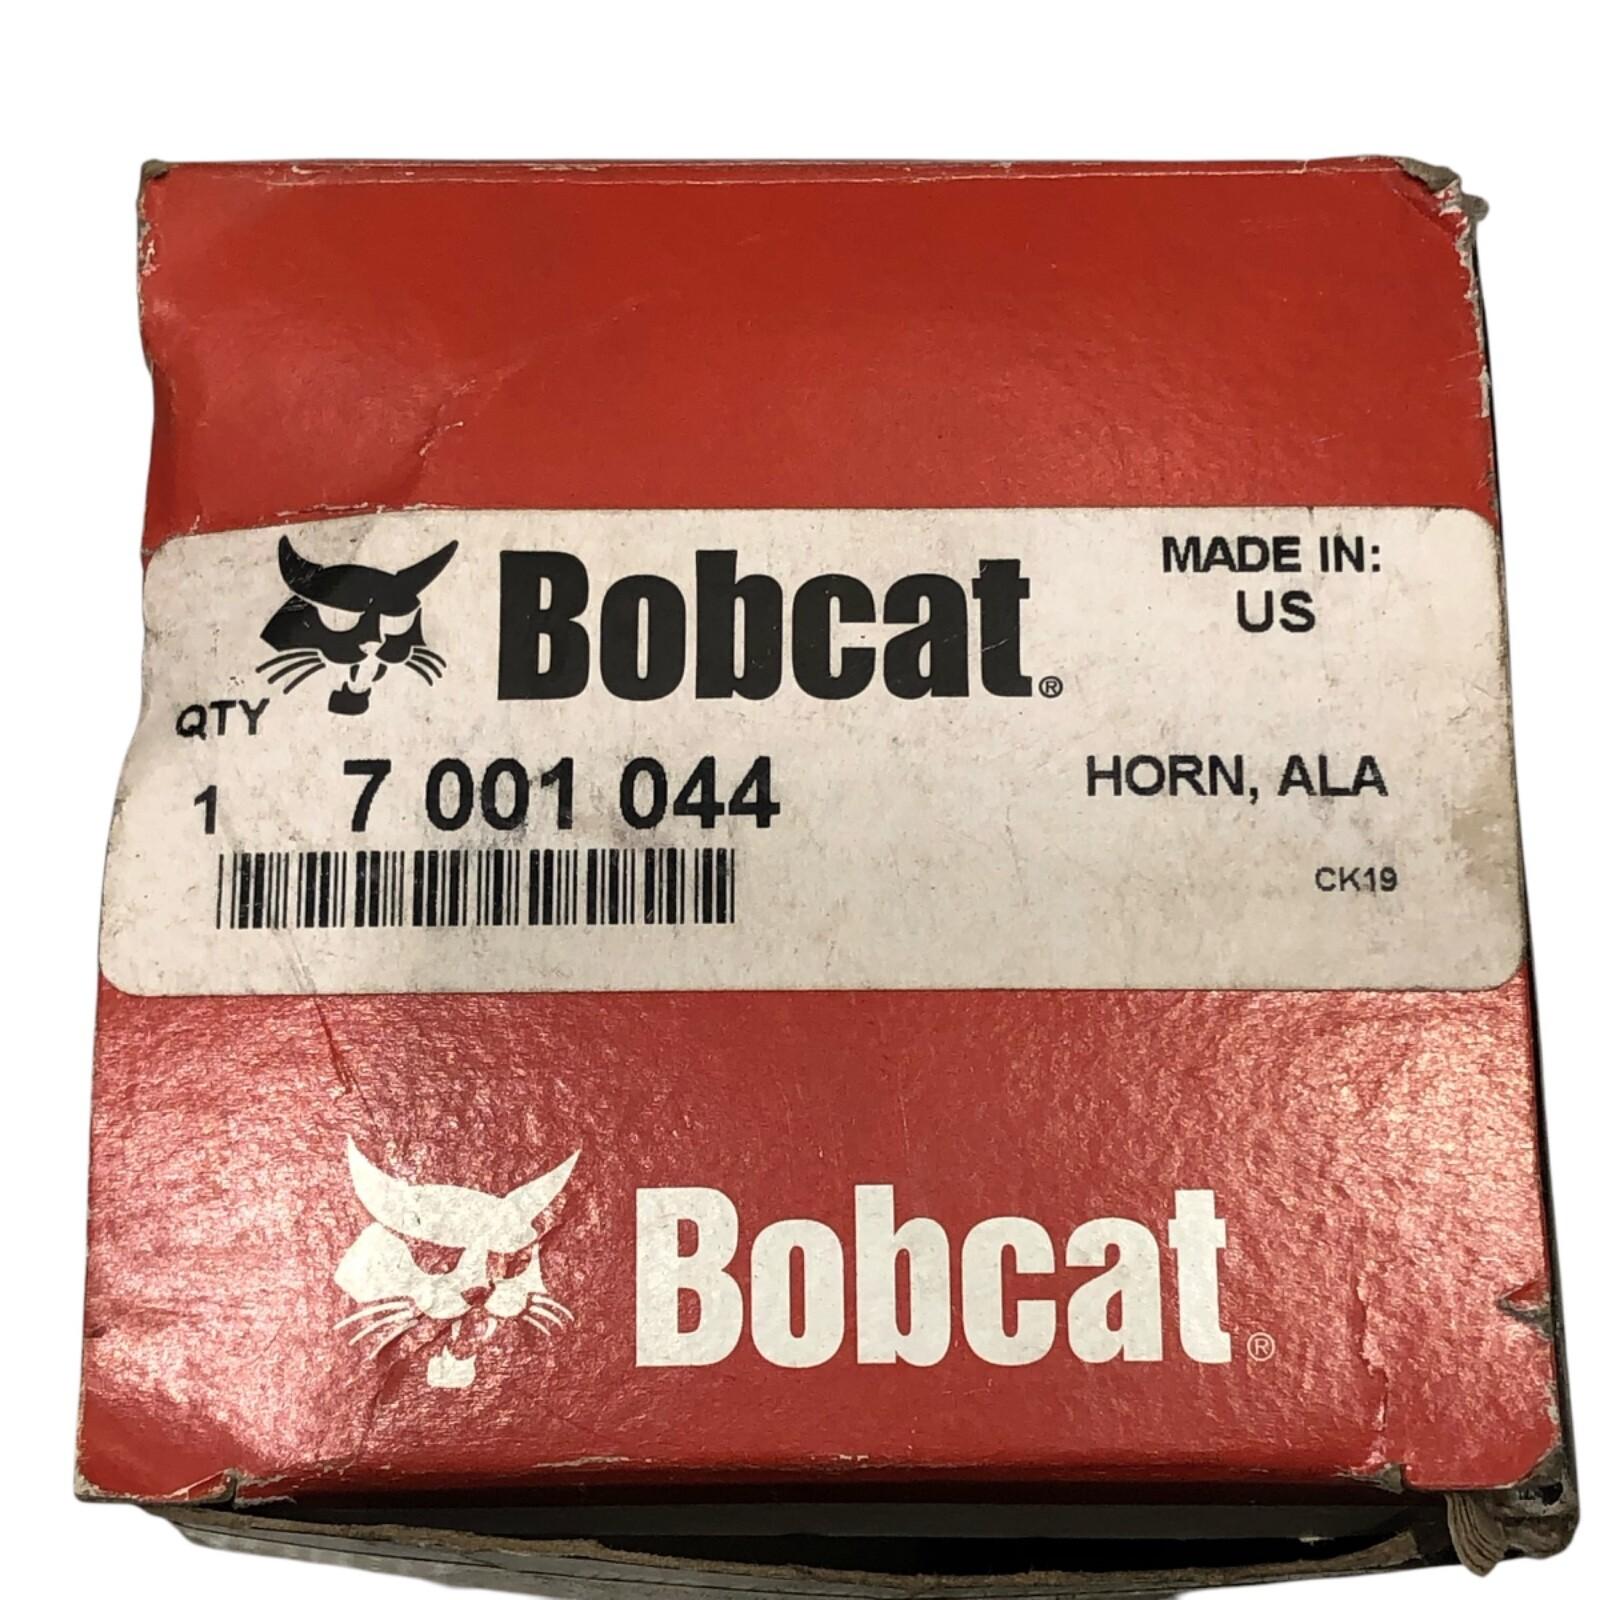 Bobcat®
MADE IN:
US
QTY
1 7 001 044
HORN, ALA
CK19
Bobcat®